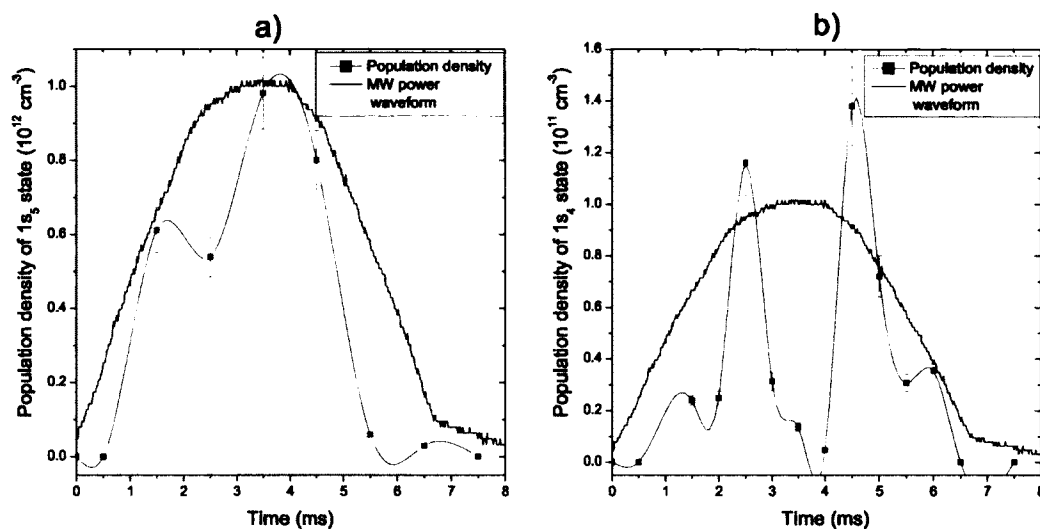 a)
Population density of 1s5 state (10^12 cm^-3)
1.0
0.8
0.6
0.4
0.2
0.0
Population density
MW power
waveform
0 1 2 3 4 5 6 7 8
Time (ms)
b)
Population density of 1s4 state (10^11 cm^-3)
1.6
1.4
1.2
1.0
0.8
0.6
0.4
0.2
0.0
Population density
MW power
waveform
0 1 2 3 4 5 6 7 8
Time (ms)